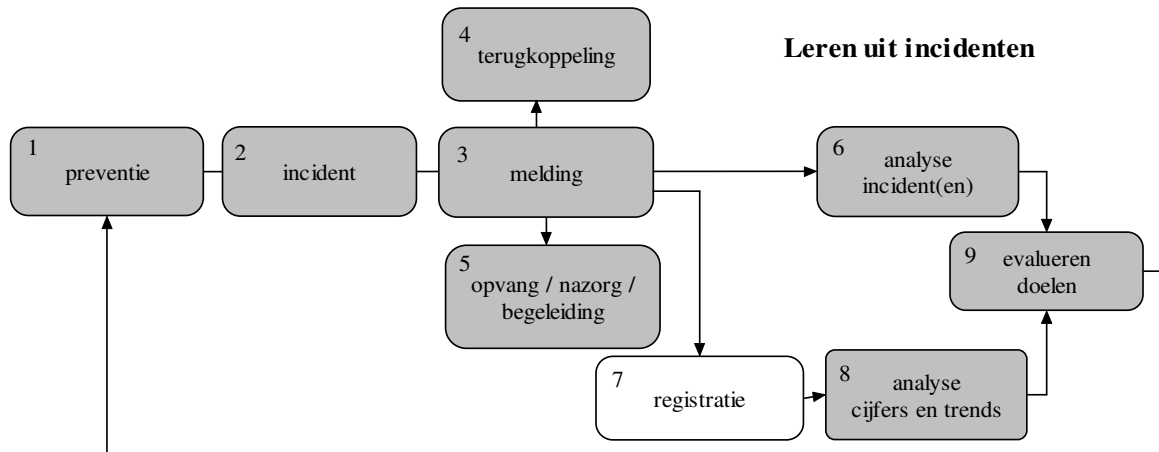 Leren uit incidenten
4
terugkoppeling
1
preventie
2
incident
3
melding
6
analyse
incident(en)
5
opvang / nazorg /
begeleiding
9
evalueren
doelen
7
registratie
8
analyse
cijfers en trends